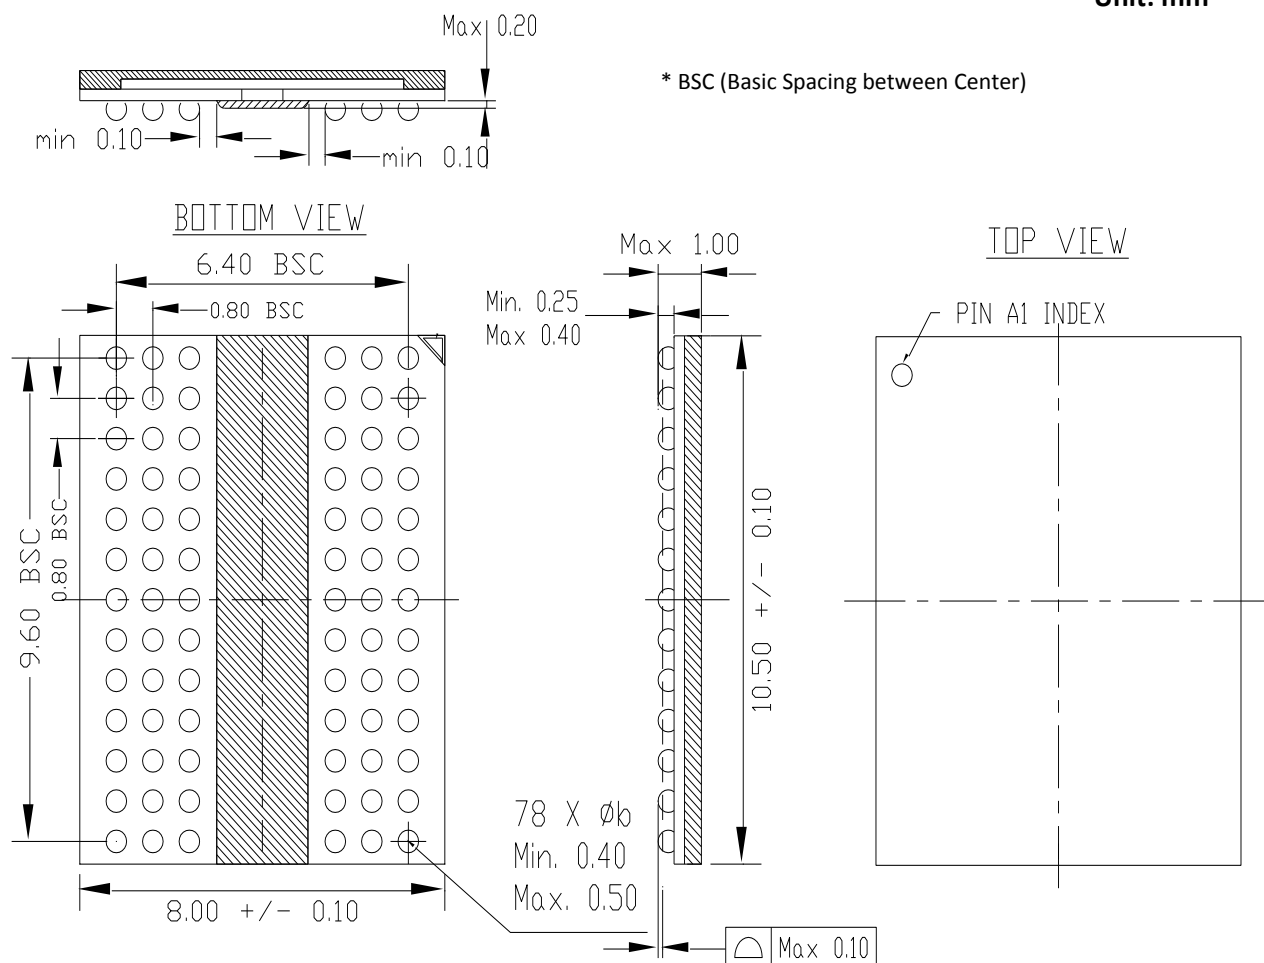 Unit: mm
Max 0.20
* BSC (Basic Spacing between Center)
min 0.10
min 0.10
BOTTOM VIEW
6.40 BSC
0.80 BSC
Max 1.00
Min. 0.25
Max 0.40
TOP VIEW
PIN A1 INDEX
9.60 BSC
0.80 BSC
10.50 +/- 0.10
78 X Øb
Min. 0.40
Max. 0.50
8.00 +/- 0.10
Max 0.10